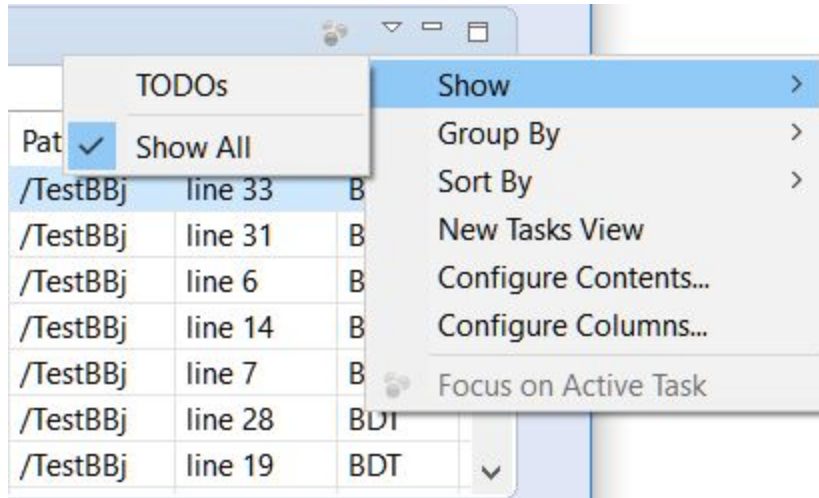 TODOs
Show All
Show
Group By
Sort By
New Tasks View
Configure Contents...
Configure Columns...
Focus on Active Task
Pat
/TestBBj line 33 B
/TestBBj line 31 B
/TestBBj line 6 B
/TestBBj line 14 B
/TestBBj line 7 B
/TestBBj line 28 BDT
/TestBBj line 19 BDT